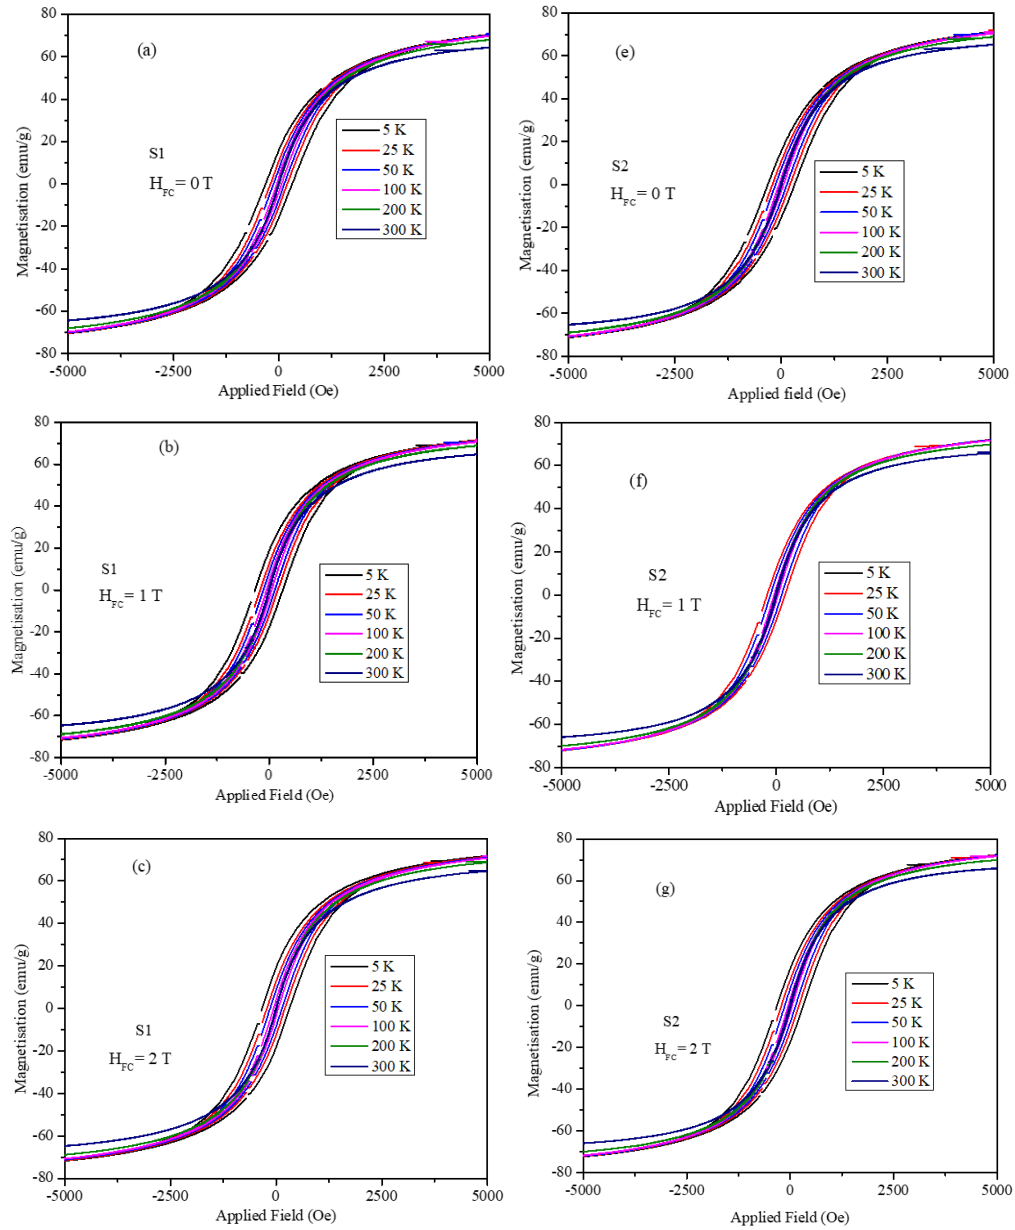 (a)
Magnetisation (emu/g)
80
60
40
20
0
-20
-40
-60
-80
S1
H_FC = 0 T
5 K
25 K
50 K
100 K
200 K
300 K
-5000 -2500 0 2500 5000
Applied Field (Oe)
(e)
Magnetisation (emu/g)
80
60
40
20
0
-20
-40
-60
-80
S2
H_FC = 0 T
5 K
25 K
50 K
100 K
200 K
300 K
-5000 -2500 0 2500 5000
Applied field (Oe)
(b)
Magnetisation (emu/g)
80
60
40
20
0
-20
-40
-60
-80
S1
H_FC = 1 T
5 K
25 K
50 K
100 K
200 K
300 K
-5000 -2500 0 2500 5000
Applied Field (Oe)
(f)
Magnetisation (emu/g)
80
60
40
20
0
-20
-40
-60
-80
S2
H_FC = 1 T
5 K
25 K
50 K
100 K
200 K
300 K
-5000 -2500 0 2500 5000
Applied Field (Oe)
(c)
Magnetisation (emu/g)
80
60
40
20
0
-20
-40
-60
-80
S1
H_FC = 2 T
5 K
25 K
50 K
100 K
200 K
300 K
-5000 -2500 0 2500 5000
Applied Field (Oe)
(g)
Magnetisation (emu/g)
80
60
40
20
0
-20
-40
-60
-80
S2
H_FC = 2 T
5 K
25 K
50 K
100 K
200 K
300 K
-5000 -2500 0 2500 5000
Applied Field (Oe)